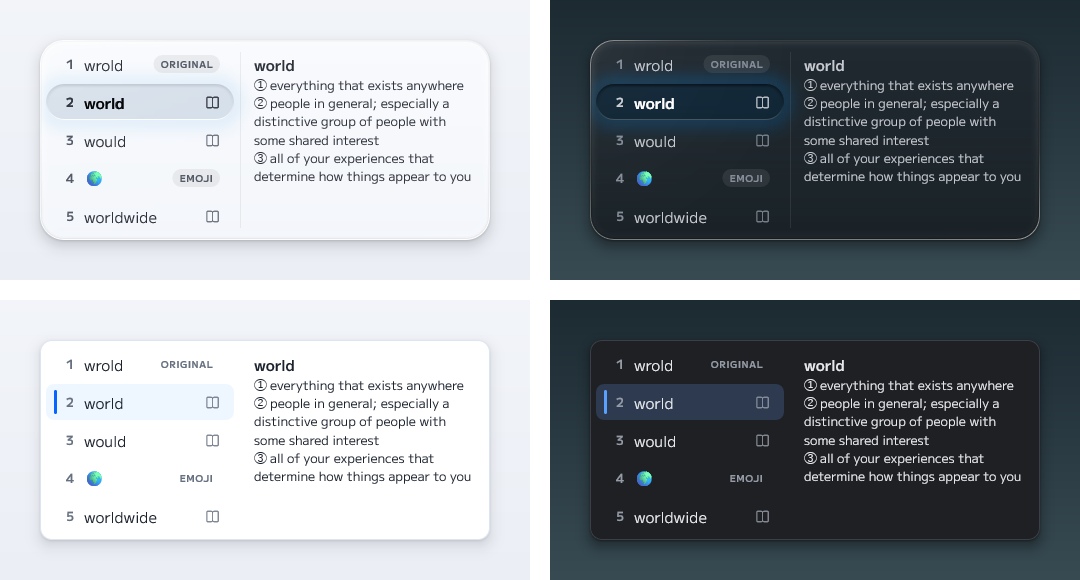 1 wrold ORIGINAL
2 world
3 would
4 🌎 EMOJI
5 worldwide
world
① everything that exists anywhere
② people in general; especially a
distinctive group of people with
some shared interest
③ all of your experiences that
determine how things appear to you
1 wrold ORIGINAL
2 world
3 would
4 🌎 EMOJI
5 worldwide
world
① everything that exists anywhere
② people in general; especially a
distinctive group of people with
some shared interest
③ all of your experiences that
determine how things appear to you
1 wrold ORIGINAL
2 world
3 would
4 🌎 EMOJI
5 worldwide
world
① everything that exists anywhere
② people in general; especially a
distinctive group of people with
some shared interest
③ all of your experiences that
determine how things appear to you
1 wrold ORIGINAL
2 world
3 would
4 🌎 EMOJI
5 worldwide
world
① everything that exists anywhere
② people in general; especially a
distinctive group of people with
some shared interest
③ all of your experiences that
determine how things appear to you